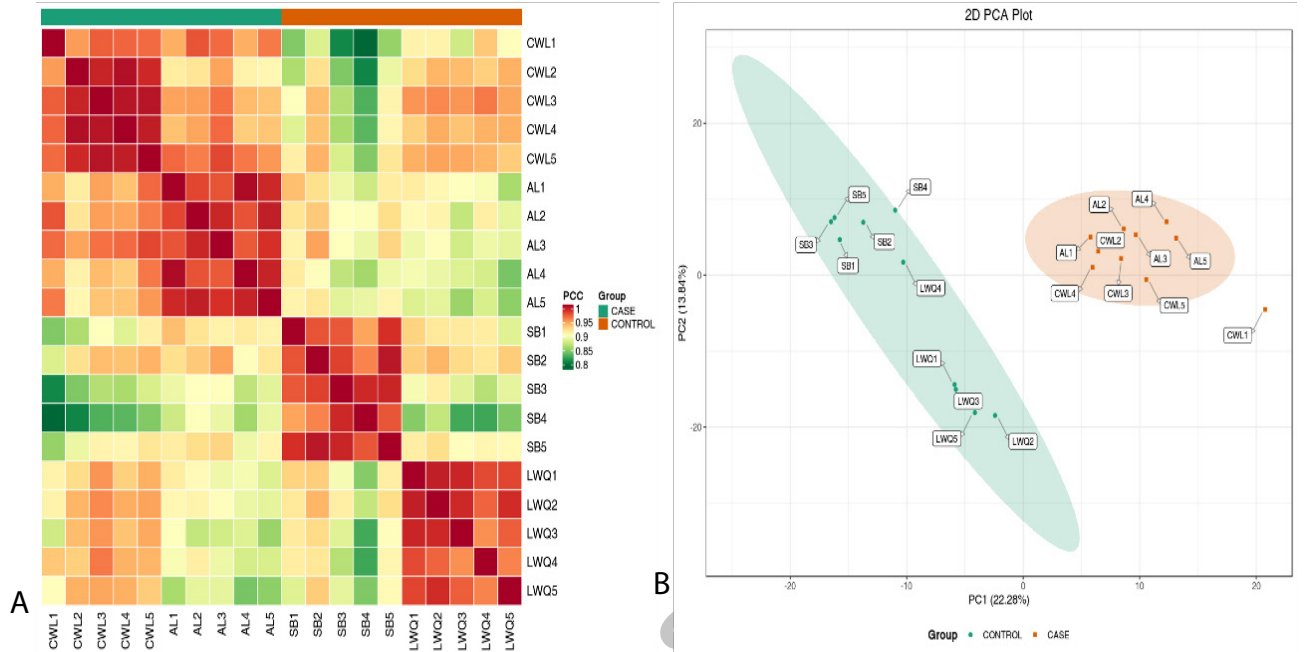 CWL1
CWL2
CWL3
CWL4
CWL5
AL1
AL2
AL3
AL4
AL5
SB1
SB2
SB3
SB4
SB5
LWQ1
LWQ2
LWQ3
LWQ4
LWQ5
CWL1 CWL2 CWL3 CWL4 CWL5 AL1 AL2 AL3 AL4 AL5 SB1 SB2 SB3 SB4 SB5 LWQ1 LWQ2 LWQ3 LWQ4 LWQ5
PCC
1
0.95
0.9
0.85
0.8
Group
CASE
CONTROL
A
2D PCA Plot
PC2 (13.84%)
20
0
-20
SB5
SB4
SB3
SB2
SB1
LWQ4
LWQ1
LWQ3
LWQ5
LWQ2
AL2
AL4
AL1
CWL2
AL3
AL5
CWL4
CWL3
CWL5
CWL1
-20 -10 0 10 20
PC1 (22.28%)
Group CONTROL CASE
B